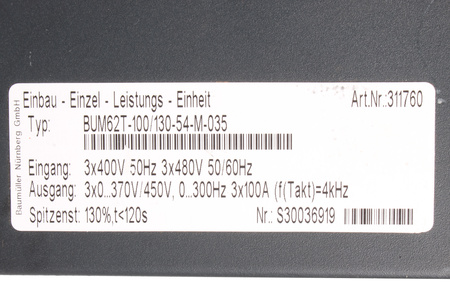 Einbau - Einzel - Leistungs - Einheit Art.Nr.:311760
Typ: BUM62T-100/130-54-M-035
Eingang: 3x400V 50Hz 3x480V 50/60Hz
Ausgang: 3x0...370V/450V, 0...300Hz 3x100A (f(Takt)=4kHz
Spitzenst: 130%,t<120s Nr.: S30036919
Baumüller Nürnberg GmbH